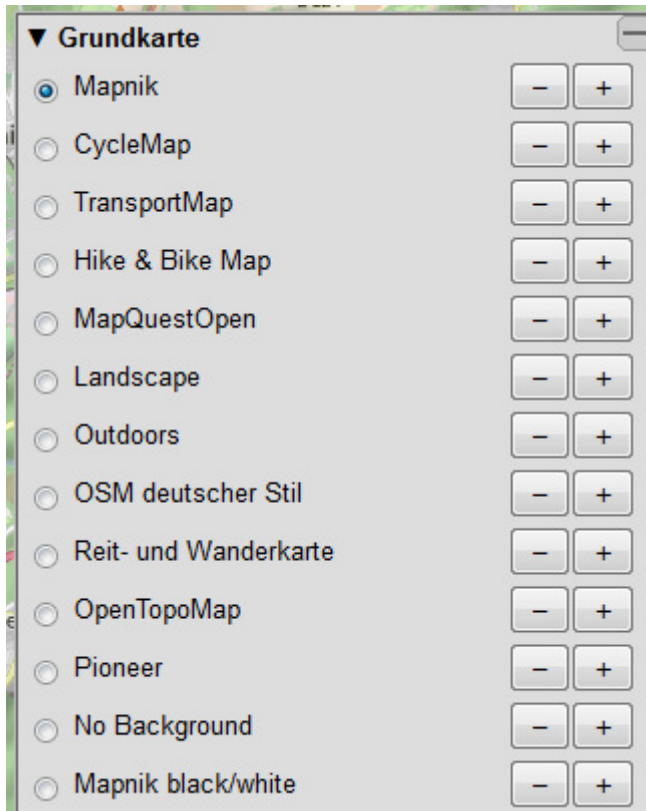 ▼ Grundkarte −
Mapnik − +
CycleMap − +
TransportMap − +
Hike & Bike Map − +
MapQuestOpen − +
Landscape − +
Outdoors − +
OSM deutscher Stil − +
Reit- und Wanderkarte − +
OpenTopoMap − +
Pioneer − +
No Background − +
Mapnik black/white − +